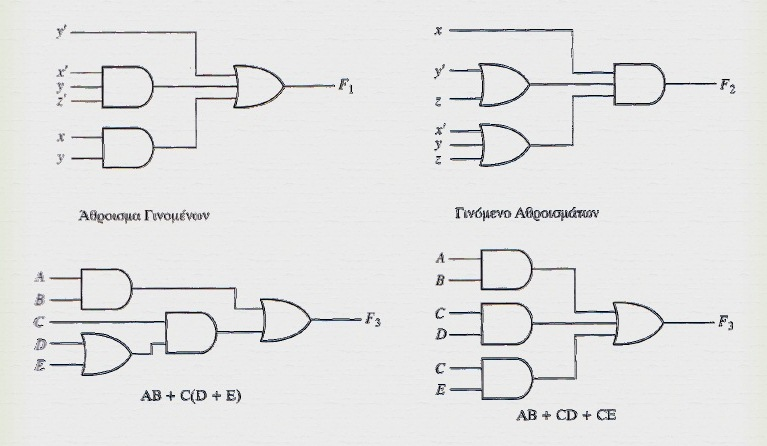 y′
x′
y
z′
x
y
F1
Άθροισμα Γινομένων
x
y′
z
x′
y
z
F2
Γινόμενο Αθροισμάτων
A
B
C
D
E
F3
AB + C(D + E)
A
B
C
D
C
E
F3
AB + CD + CE